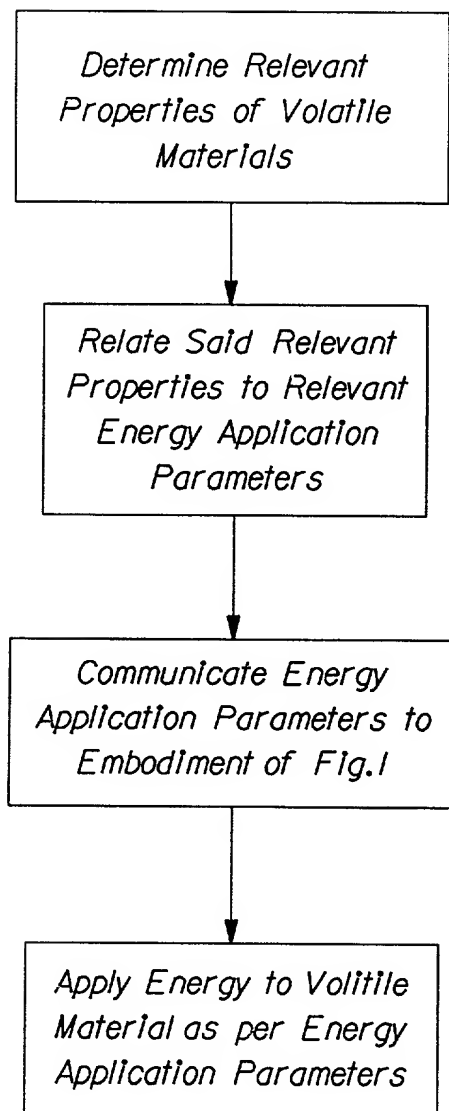 Determine Relevant
Properties of Volatile
Materials
Relate Said Relevant
Properties to Relevant
Energy Application
Parameters
Communicate Energy
Application Parameters to
Embodiment of Fig.1
Apply Energy to Volitile
Material as per Energy
Application Parameters